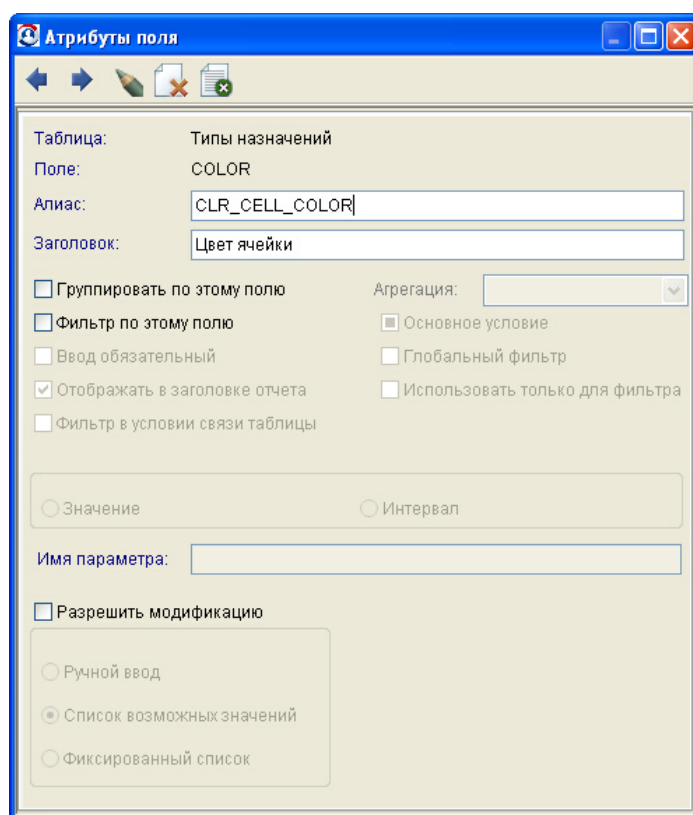 Атрибуты поля
Таблица: Типы назначений
Поле: COLOR
Алиас: CLR_CELL_COLOR
Заголовок: Цвет ячейки
Группировать по этому полю Агрегация:
Фильтр по этому полю Основное условие
Ввод обязательный Глобальный фильтр
Отображать в заголовке отчета Использовать только для фильтра
Фильтр в условии связи таблицы
Значение Интервал
Имя параметра:
Разрешить модификацию
Ручной ввод
Список возможных значений
Фиксированный список